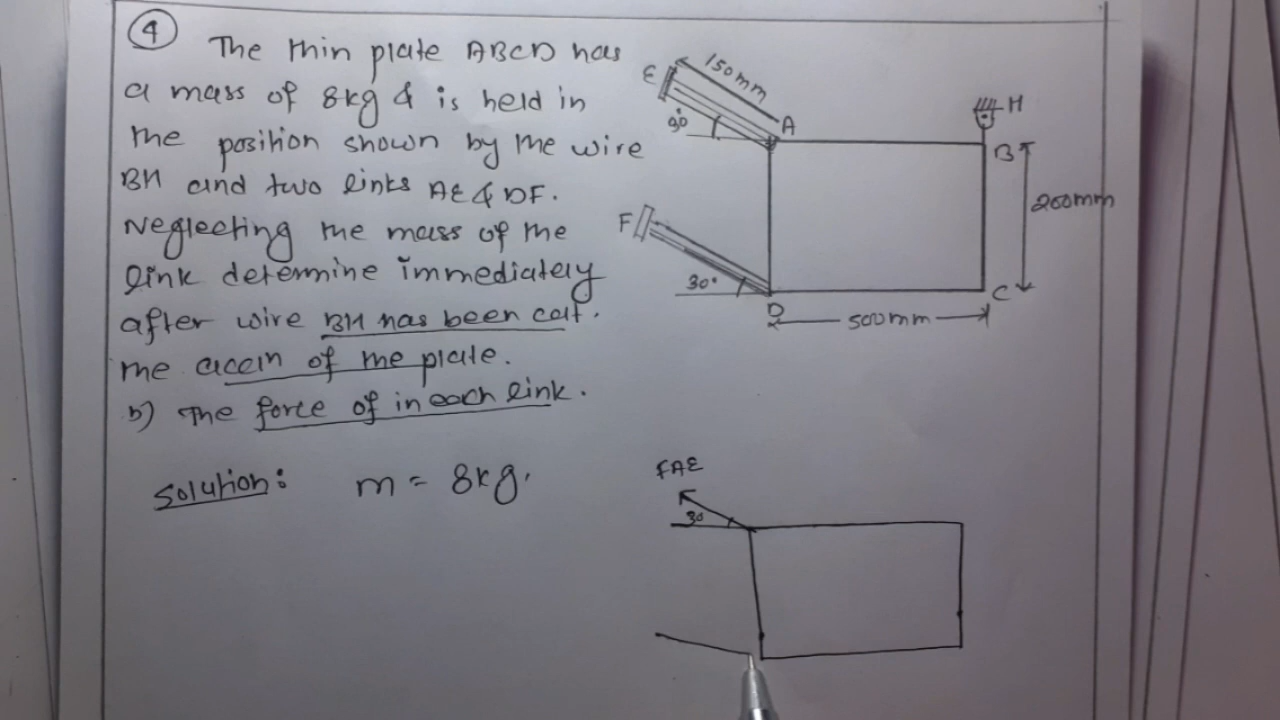 4
The thin plate ABCD has
a mass of 8kg & is held in
the position shown by the wire
BH and two links AE & DF.
Neglecting the mass of the
link determine immediately
after wire BH has been cut.
the acceln of the plate.
b) The force of in each link.
Solution: m = 8kg.
E 150mm
30° A
H
B
200mm
F
30°
D
C
500mm
FAE
30